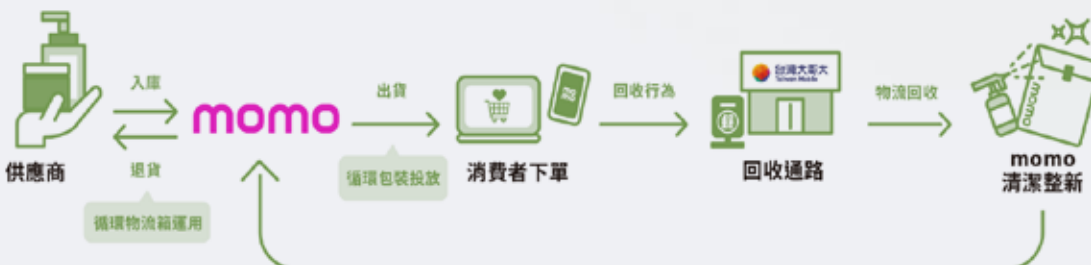 入庫
momo
出貨
回收行為
台灣大哥大
Taiwan Mobile
物流回收
momo
供應商
退貨
循環物流箱運用
循環包裝投放
消費者下單
回收通路
momo
清潔整新